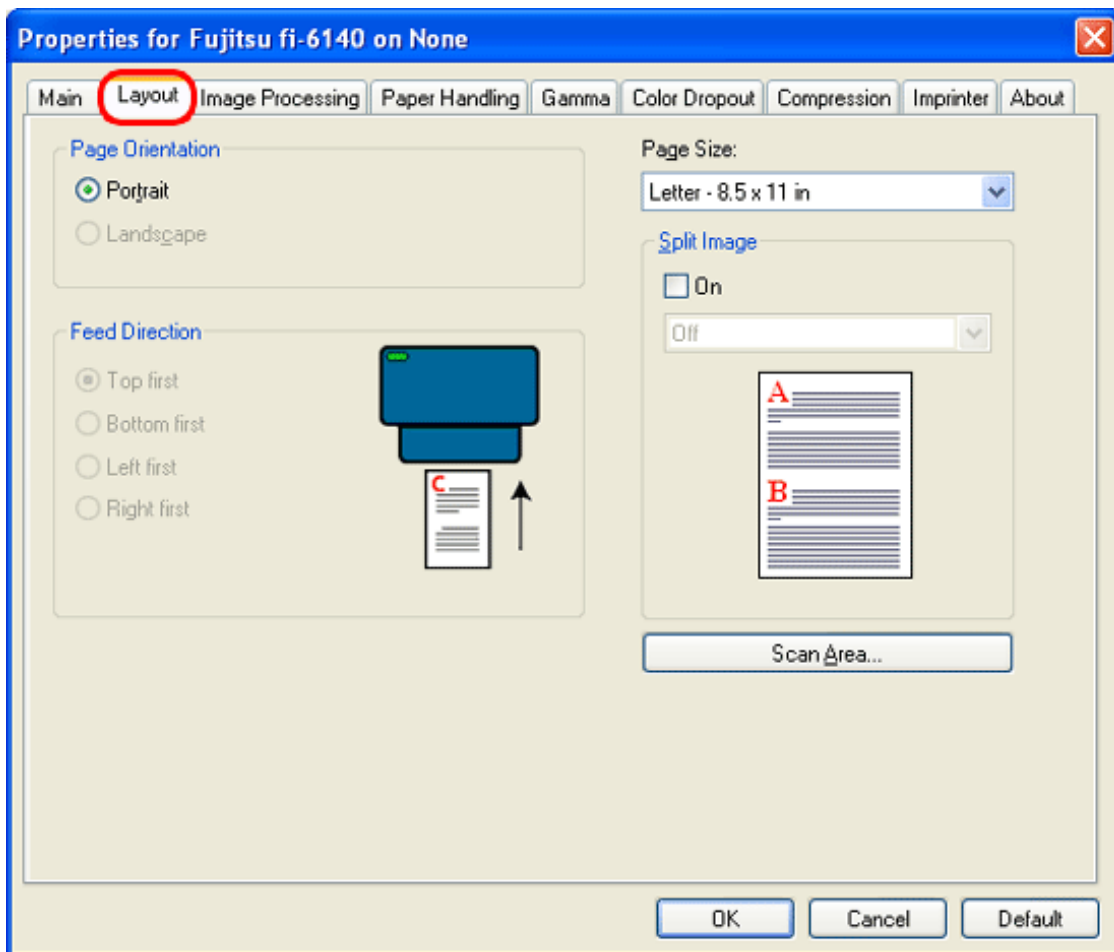 Properties for Fujitsu fi-6140 on None
Main Layout Image Processing Paper Handling Gamma Color Dropout Compression Imprinter About
Page Orientation
Portrait
Landscape
Feed Direction
Top first
Bottom first
Left first
Right first
C
Page Size:
Letter - 8.5 x 11 in
Split Image
On
Off
A
B
Scan Area...
OK Cancel Default